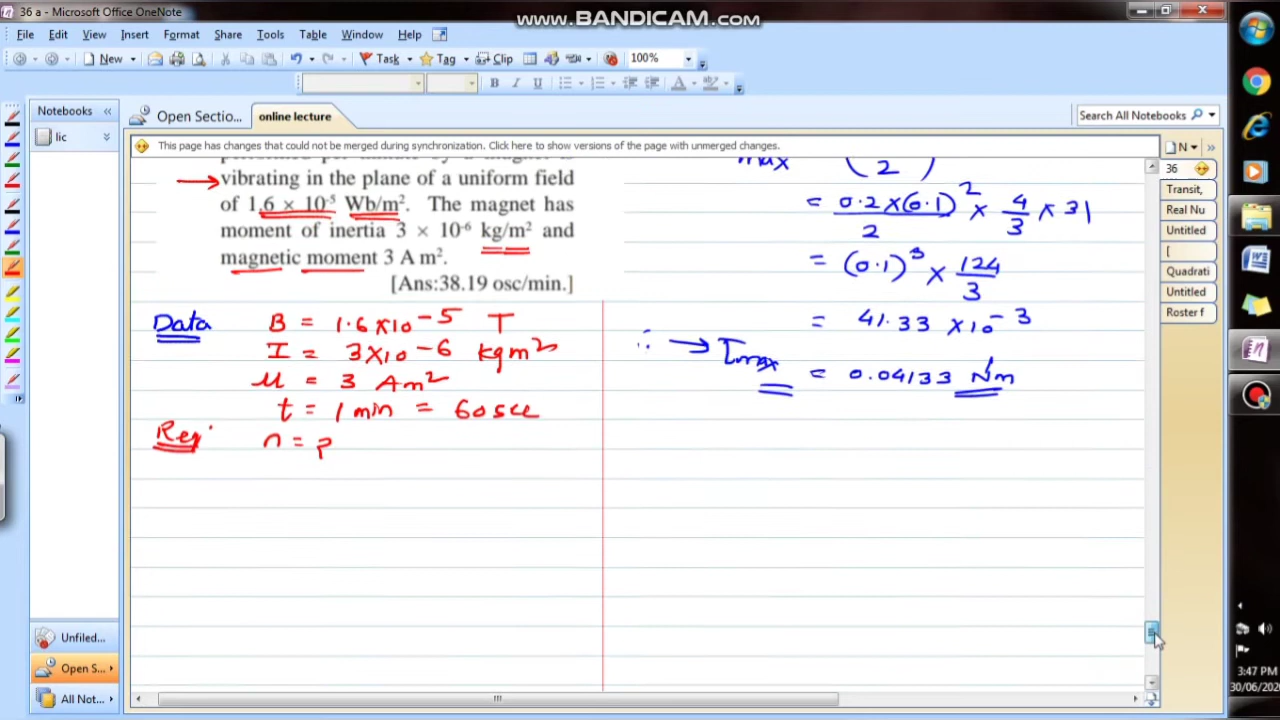 36 a - Microsoft Office OneNote
www.BANDICAM.com
File Edit View Insert Format Share Tools Table Window Help
New Task Tag Clip 100%
B I U
Notebooks «
lic
Open Sectio... online lecture
Search All Notebooks
This page has changes that could not be merged during synchronization. Click here to show versions of the page with unmerged changes.
N
36
Transit,
Real Nu
Untitled
[
Quadrati
Untitled
Roster f
vibrating in the plane of a uniform field
of 1.6 × 10⁻⁵ Wb/m². The magnet has
moment of inertia 3 × 10⁻⁶ kg/m² and
magnetic moment 3 A m².
[Ans:38.19 osc/min.]
Data B = 1.6×10⁻⁵ T
I = 3×10⁻⁶ kgm²
M = 3 Am²
t = 1 min = 60 sec
Req. n = ?
max (2)
= 0.2×(0.1)²/2 × 4/3 × 31
= (0.1)³ × 124/3
= 41.33 ×10⁻³
∴ → τmax = 0.04133 Nm
Unfiled...
Open S...
All Not...
3:47 PM
30/06/202